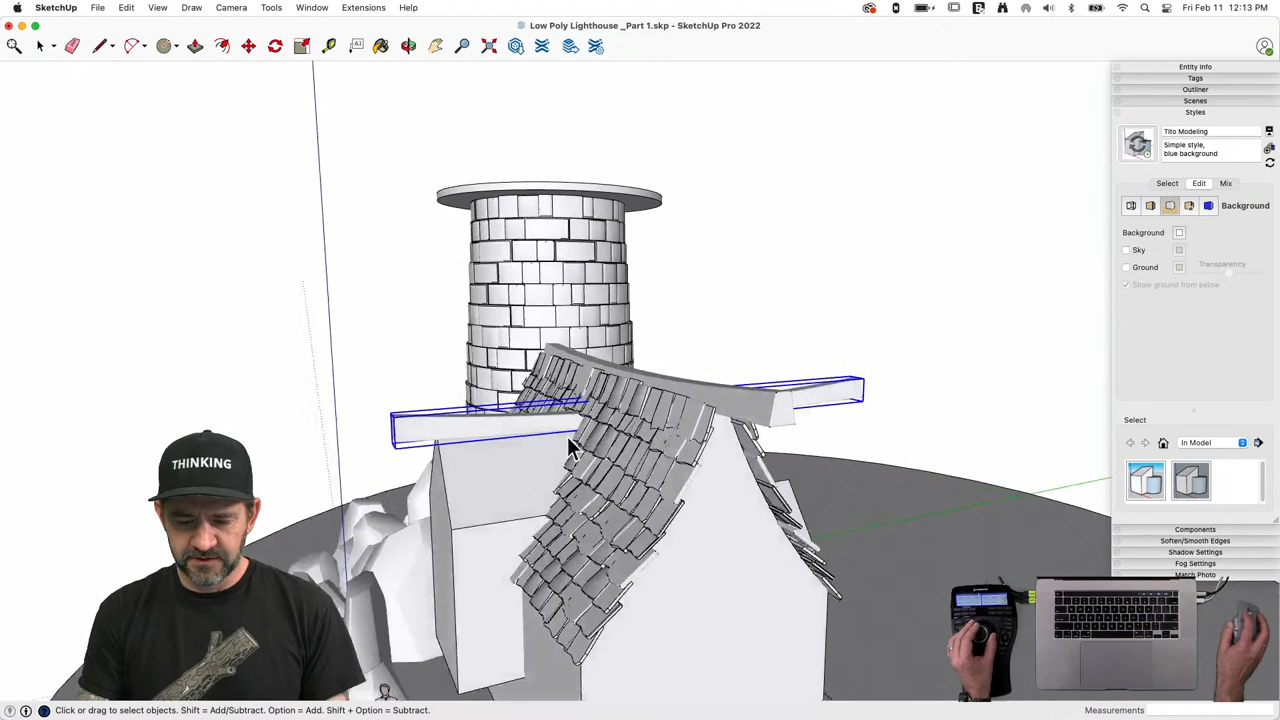 SketchUp File Edit View Draw Camera Tools Window Extensions Help Fri Feb 11 12:13 PM
Low Poly Lighthouse _Part 1.skp - SketchUp Pro 2022
Entity Info
Tags
Outliner
Scenes
Styles
Tito Modeling
Simple style,
blue background
Select Edit Mix
Background
Background
Sky
Ground Transparency
Show ground from below
Select
In Model
Components
Soften/Smooth Edges
Shadow Settings
Fog Settings
Match Photo
THINKING
Click or drag to select objects. Shift = Add/Subtract. Option = Add. Shift + Option = Subtract. Measurements